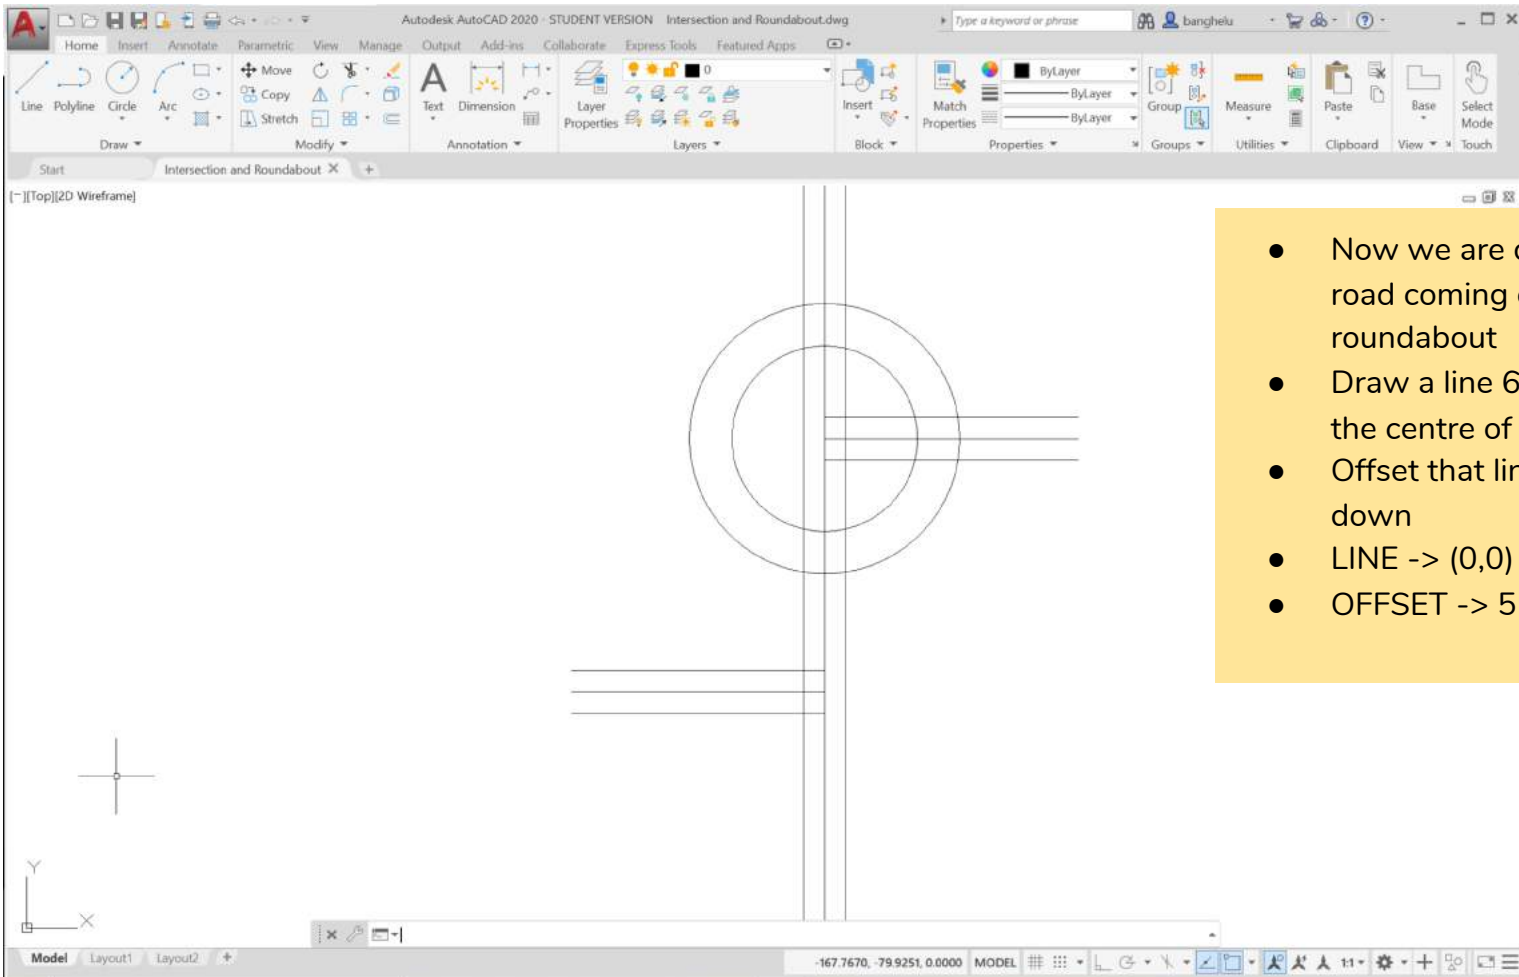 Autodesk AutoCAD 2020 - STUDENT VERSION Intersection and Roundabout.dwg
Type a keyword or phrase
banghelu
Home Insert Annotate Parametric View Manage Output Add-ins Collaborate Express Tools Featured Apps
Move
0
ByLayer
Copy
ByLayer
Line Polyline Circle Arc
Text Dimension
Layer
Properties
Insert
Match
Properties
Group
Measure
Paste
Base
Select
Mode
Stretch
ByLayer
Draw Modify Annotation Layers Block Properties Groups Utilities Clipboard View Touch
Start Intersection and Roundabout
[-][Top][2D Wireframe]
● Now we are
road coming
roundabout
● Draw a line 6
the centre of
● Offset that
down
● LINE -> (0,0)
● OFFSET -> 5
Y
X
Model Layout1 Layout2 +
-167.7670, -79.9251, 0.0000 MODEL 1:1